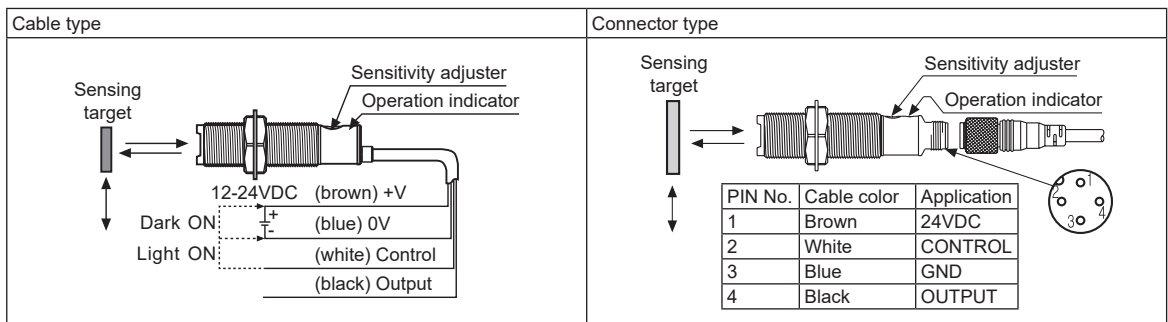 Cable type
Sensing
target
Sensitivity adjuster
Operation indicator
12-24VDC (brown) +V
+
Dark ON
-
(blue) 0V
Light ON
(white) Control
(black) Output
Connector type
Sensing
target
Sensitivity adjuster
Operation indicator
PIN No. Cable color Application
1 Brown 24VDC
2 White CONTROL
3 Blue GND
4 Black OUTPUT
1
2
4
3